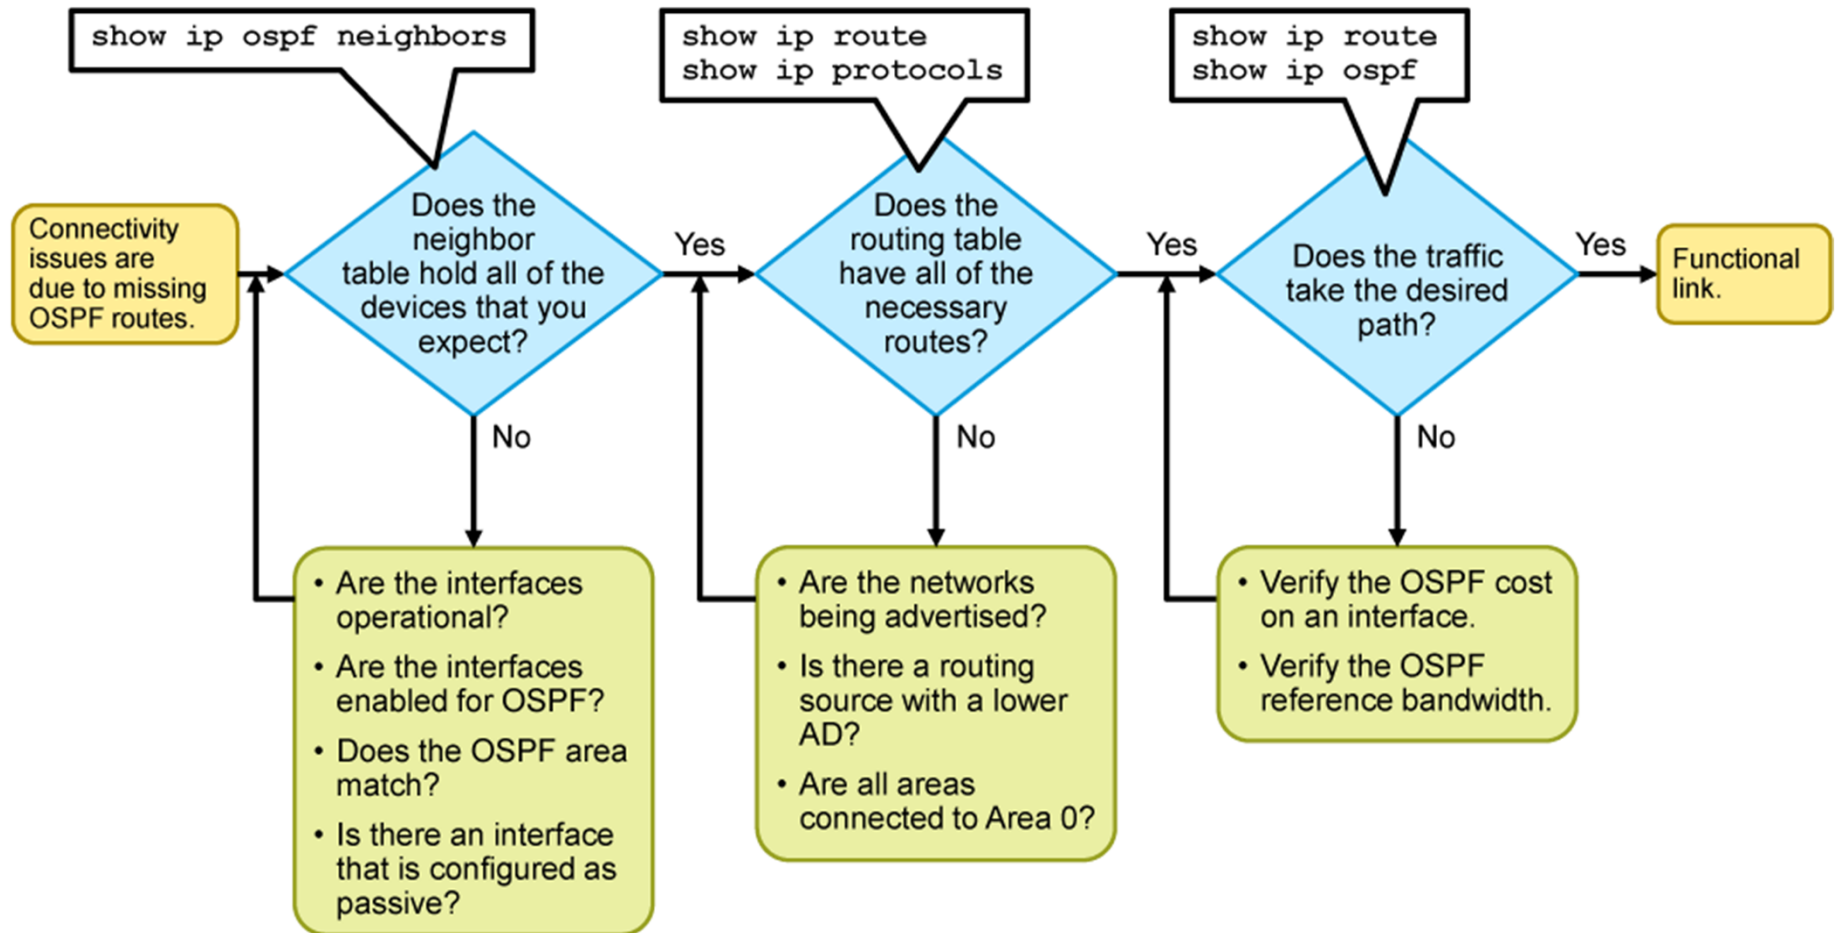 show ip ospf neighbors
show ip route
show ip protocols
show ip route
show ip ospf
Connectivity
issues are
due to missing
OSPF routes.
Does the
neighbor
table hold all of the
devices that you
expect?
Yes
Does the
routing table
have all of the
necessary
routes?
Yes
Does the traffic
take the desired
path?
Yes
Functional
link.
No
No
No
• Are the interfaces
operational?
• Are the interfaces
enabled for OSPF?
• Does the OSPF area
match?
• Is there an interface
that is configured as
passive?
• Are the networks
being advertised?
• Is there a routing
source with a lower
AD?
• Are all areas
connected to Area 0?
• Verify the OSPF cost
on an interface.
• Verify the OSPF
reference bandwidth.